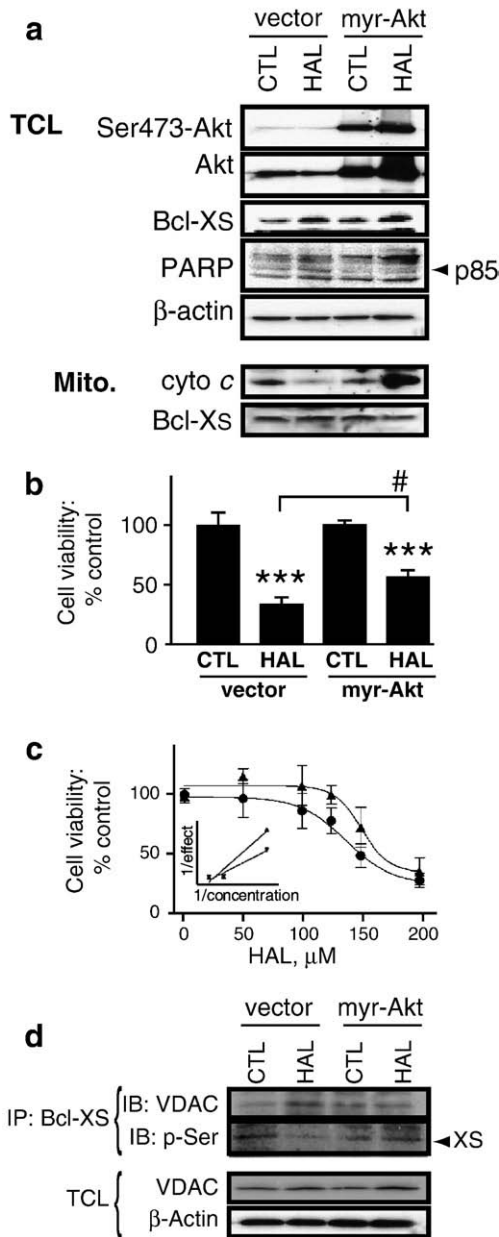 a
vector myr-Akt
CTL HAL CTL HAL
TCL
Ser473-Akt
Akt
Bcl-XS
PARP ◄ p85
β-actin
Mito.
cyto c
Bcl-Xs
b
Cell viability:
% control
100
50
0
#
*** ***
CTL HAL CTL HAL
vector myr-Akt
c
Cell viability:
% control
100
50
0
1/effect
1/concentration
0 50 100 150 200
HAL, μM
d
vector myr-Akt
CTL HAL CTL HAL
IP: Bcl-XS
IB: VDAC
IB: p-Ser ◄ XS
TCL
VDAC
β-Actin